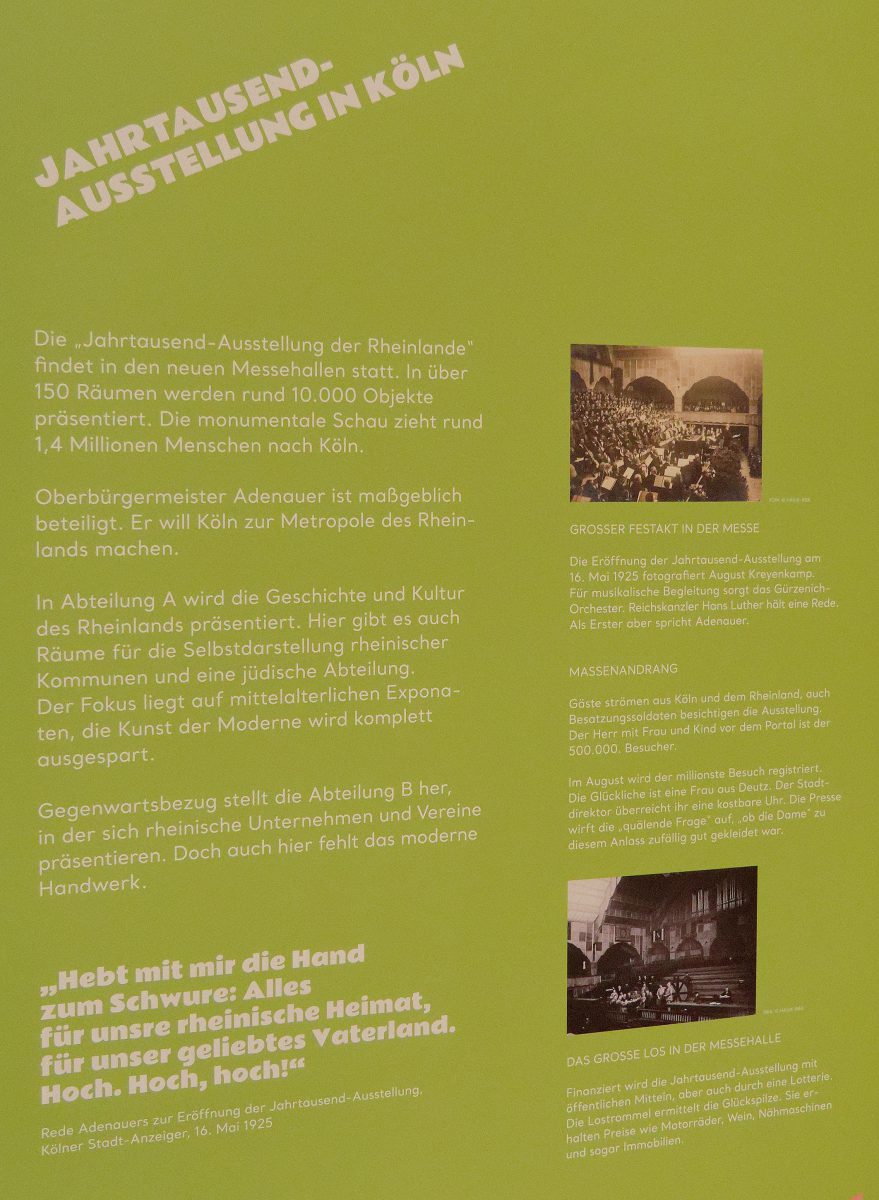 JAHRTAUSEND-
AUSSTELLUNG IN KÖLN
Die „Jahrtausend-Ausstellung der Rheinlande“
findet in den neuen Messehallen statt. In über
150 Räumen werden rund 10.000 Objekte
präsentiert. Die monumentale Schau zieht rund
1,4 Millionen Menschen nach Köln.
Oberbürgermeister Adenauer ist maßgeblich
beteiligt. Er will Köln zur Metropole des Rhein-
lands machen.
In Abteilung A wird die Geschichte und Kultur
des Rheinlands präsentiert. Hier gibt es auch
Räume für die Selbstdarstellung rheinischer
Kommunen und eine jüdische Abteilung.
Der Fokus liegt auf mittelalterlichen Expona-
ten, die Kunst der Moderne wird komplett
ausgespart.
Gegenwartsbezug stellt die Abteilung B her,
in der sich rheinische Unternehmen und Vereine
präsentieren. Doch auch hier fehlt das moderne
Handwerk.
„Hebt mit mir die Hand
zum Schwure: Alles
für unsre rheinische Heimat,
für unser geliebtes Vaterland.
Hoch. Hoch, hoch!“
Rede Adenauers zur Eröffnung der Jahrtausend-Ausstellung,
Kölner Stadt-Anzeiger, 16. Mai 1925
GROSSER FESTAKT IN DER MESSE
Die Eröffnung der Jahrtausend-Ausstellung am
16. Mai 1925 fotografiert August Kreyenkamp.
Für musikalische Begleitung sorgt das Gürzenich-
Orchester. Reichskanzler Hans Luther hält eine Rede.
Als Erster aber spricht Adenauer.
MASSENANDRANG
Gäste strömen aus Köln und dem Rheinland, auch
Besatzungssoldaten besichtigen die Ausstellung.
Der Herr mit Frau und Kind vor dem Portal ist der
500.000. Besucher.
Im August wird der millionste Besuch registriert.
Die Glückliche ist eine Frau aus Deutz. Der Stadt-
direktor überreicht ihr eine kostbare Uhr. Die Presse
wirft die „quälende Frage“ auf, „ob die Dame“ zu
diesem Anlass zufällig gut gekleidet war.
DAS GROSSE LOS IN DER MESSEHALLE
Finanziert wird die Jahrtausend-Ausstellung mit
öffentlichen Mitteln, aber auch durch eine Lotterie.
Die Lostrommel ermittelt die Glückspilze. Sie er-
halten Preise wie Motorräder, Wein, Nähmaschinen
und sogar Immobilien.